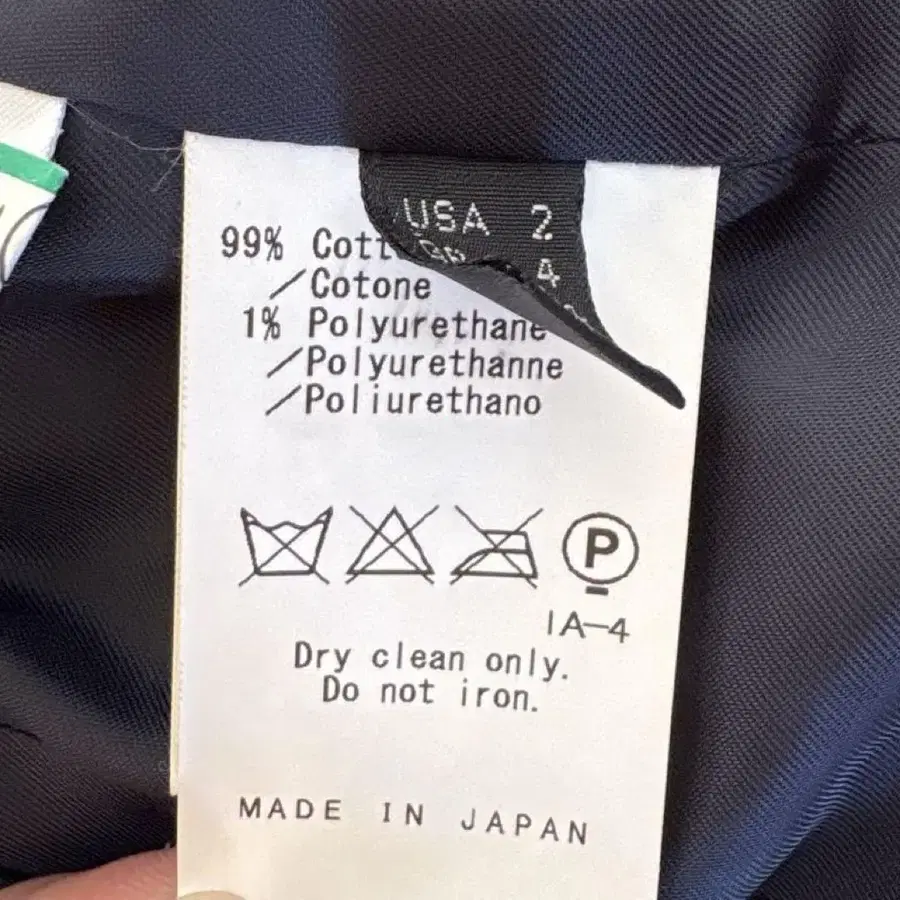 USA 2
4
99% Cott
／Cotone
1% Polyurethane
／Polyurethanne
／Poliurethano
P
IA-4
Dry clean only.
Do not iron.
MADE IN JAPAN